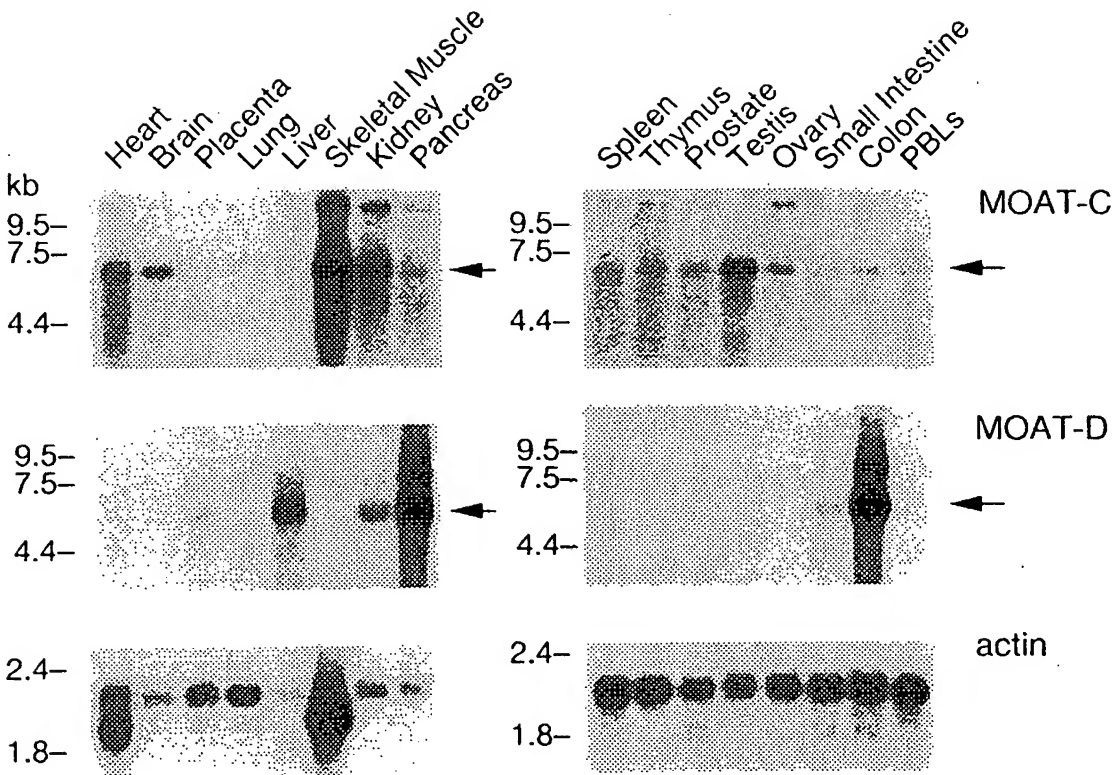 Heart
Brain
Placenta
Lung
Liver
Skeletal Muscle
Kidney
Pancreas
Spleen
Thymus
Prostate
Testis
Ovary
Small Intestine
Colon
PBLs
kb
9.5–
7.5–
4.4–
9.5–
7.5–
4.4–
MOAT-C
9.5–
7.5–
4.4–
9.5–
7.5–
4.4–
MOAT-D
2.4–
1.8–
2.4–
1.8–
actin